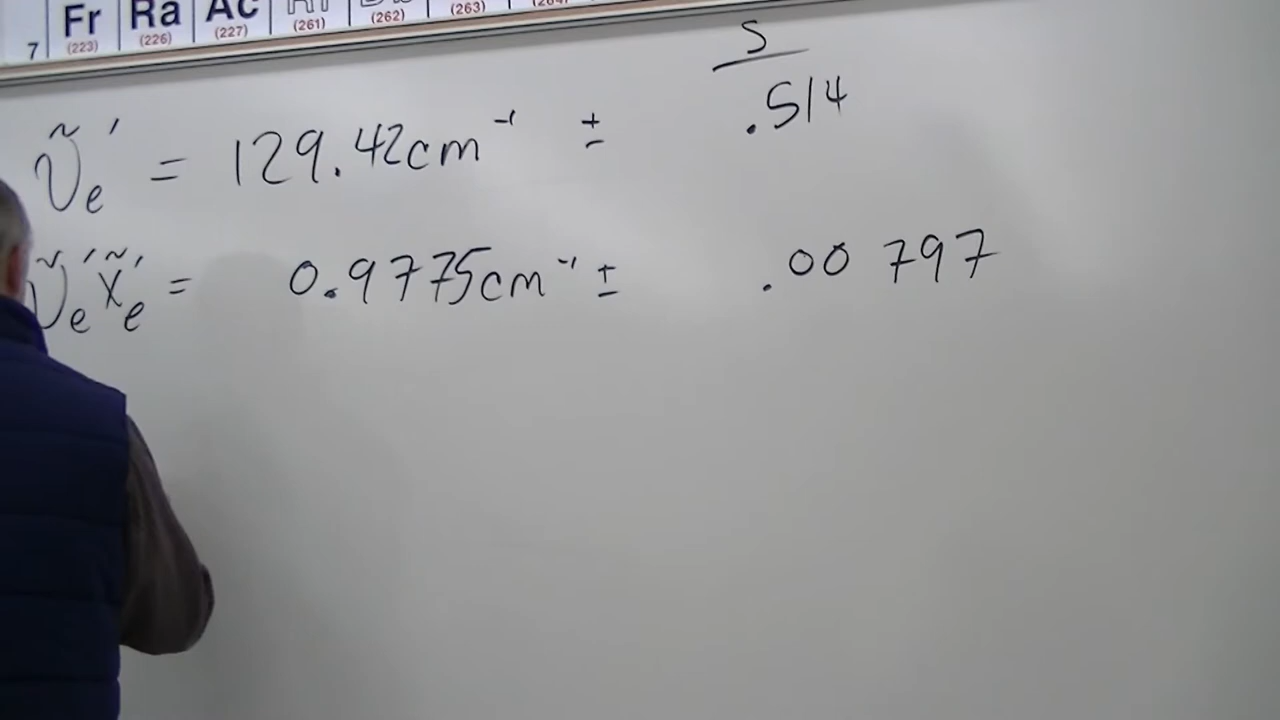 Fr Ra Ac
7 (223) (226) (227) (261) (262) (263)
s
ν̃e′ = 129.42cm⁻¹ ± .514
ν̃e′x̃e′ = 0.9775cm⁻¹ ± .00797